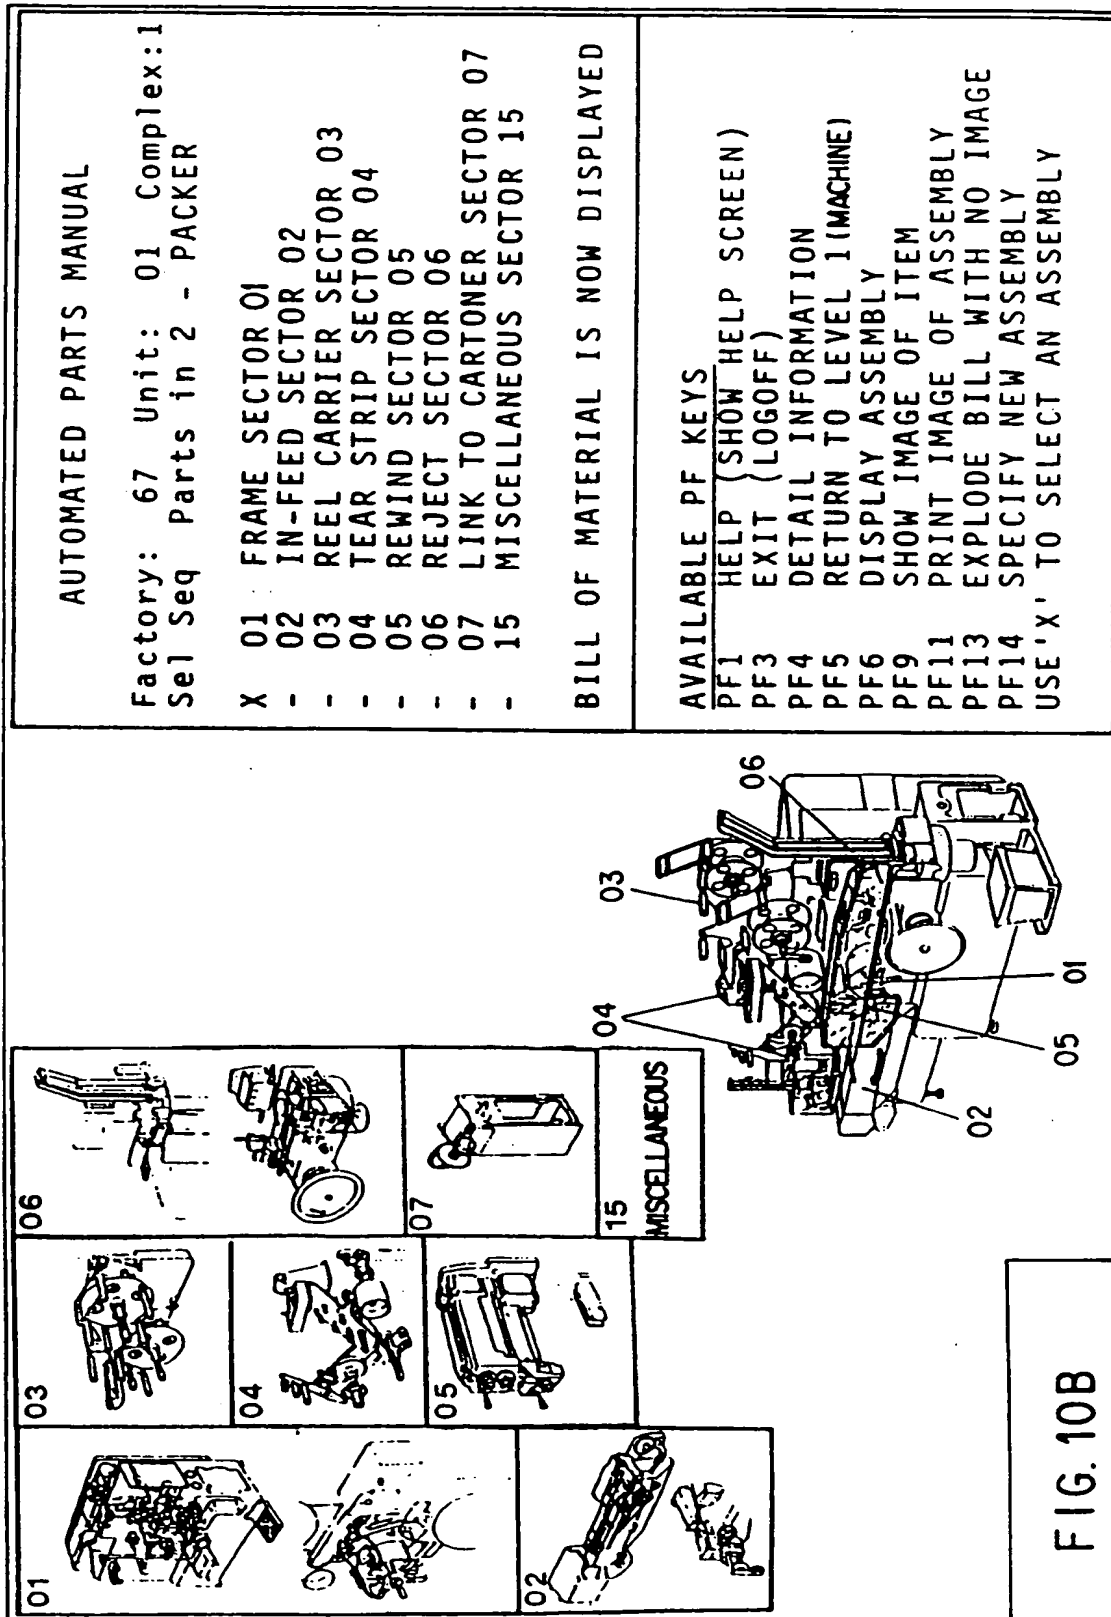 AUTOMATED PARTS MANUAL
Factory: 67 Unit: 01 Complex:1
Sel Seq Parts in 2 - PACKER
X 01 FRAME SECTOR 01
- 02 IN-FEED SECTOR 02
- 03 REEL CARRIER SECTOR 03
- 04 TEAR STRIP SECTOR 04
- 05 REWIND SECTOR 05
- 06 REJECT SECTOR 06
- 07 LINK TO CARTONER SECTOR 07
- 15 MISCELLANEOUS SECTOR 15
BILL OF MATERIAL IS NOW DISPLAYED
AVAILABLE PF KEYS
PF1 HELP (SHOW HELP SCREEN)
PF3 EXIT (LOGOFF)
PF4 DETAIL INFORMATION
PF5 RETURN TO LEVEL 1 (MACHINE)
PF6 DISPLAY ASSEMBLY
PF9 SHOW IMAGE OF ITEM
PF11 PRINT IMAGE OF ASSEMBLY
PF13 EXPLODE BILL WITH NO IMAGE
PF14 SPECIFY NEW ASSEMBLY
USE 'X' TO SELECT AN ASSEMBLY
01
03
06
04
02
05
07
15
MISCELLANEOUS
04
03
06
02
05
01
FIG. 10B